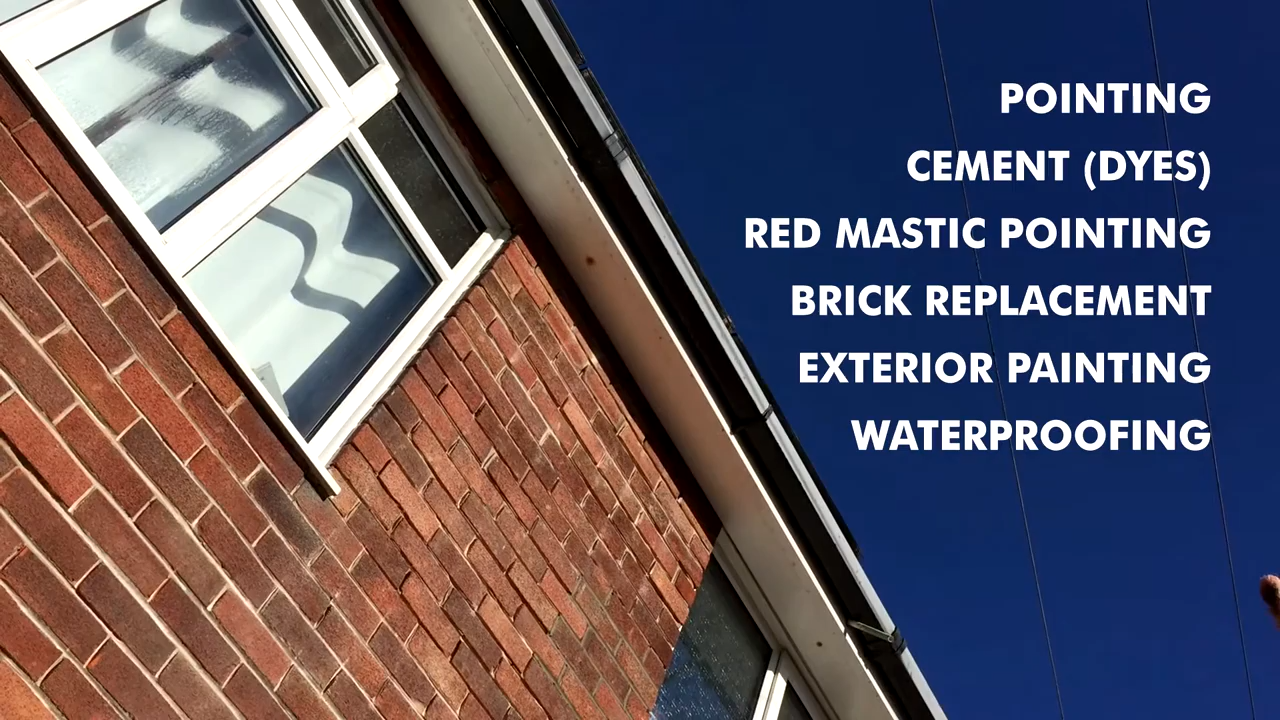 POINTING
CEMENT (DYES)
RED MASTIC POINTING
BRICK REPLACEMENT
EXTERIOR PAINTING
WATERPROOFING